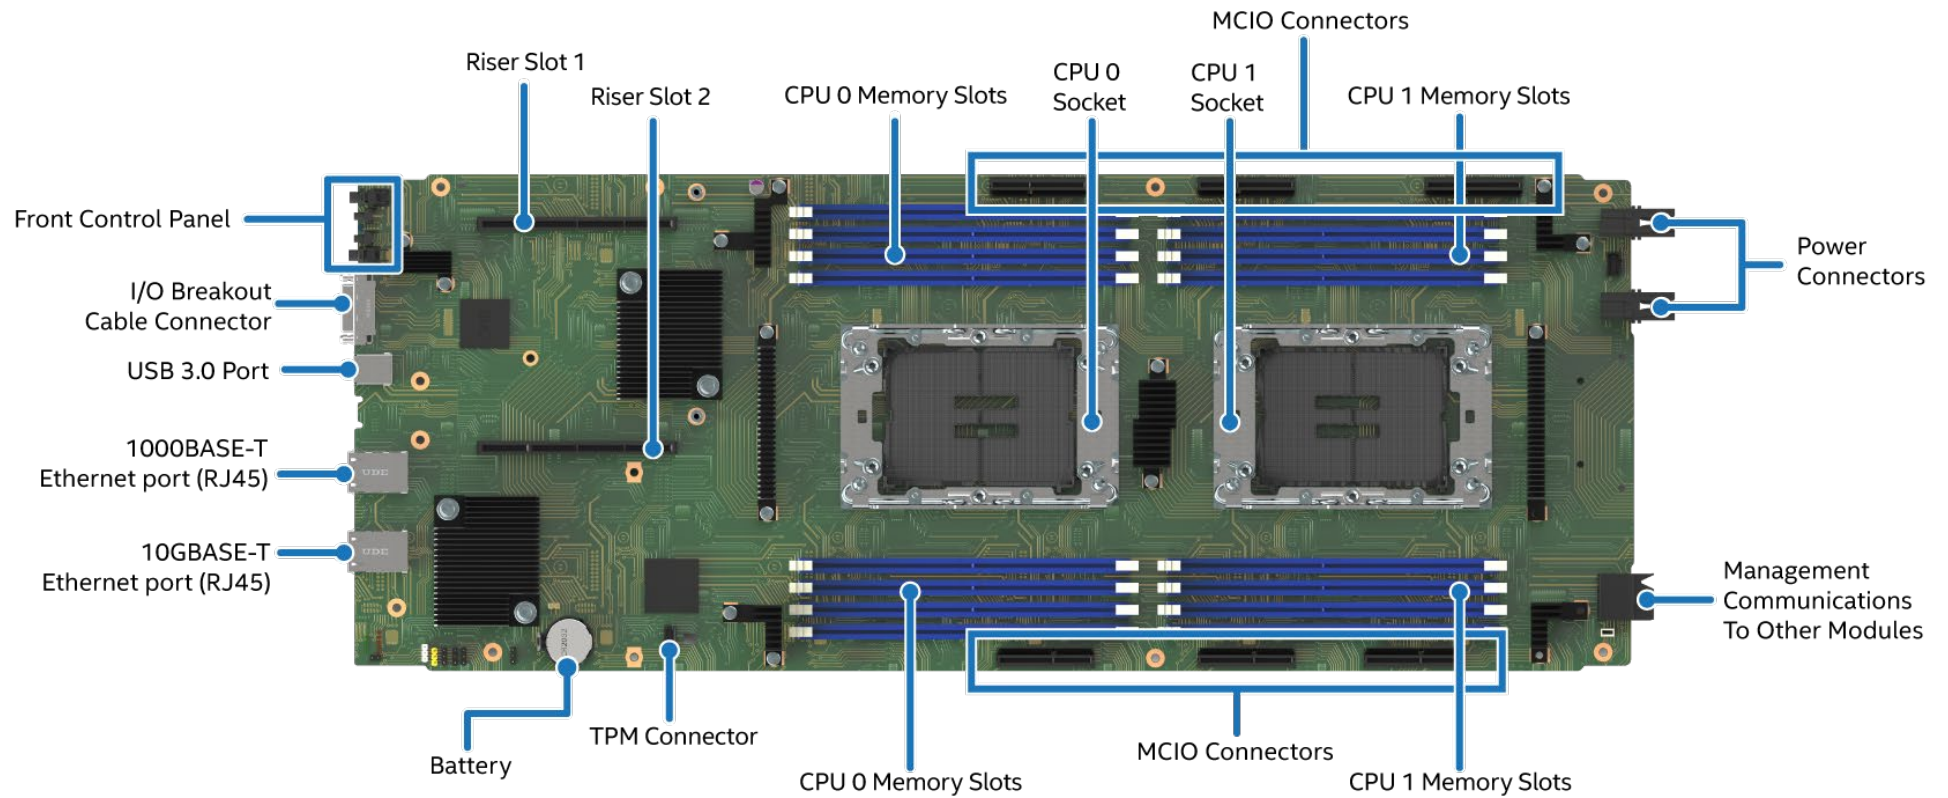 MCIO Connectors
Riser Slot 1
CPU 0
Socket
CPU 1
Socket
Riser Slot 2
CPU 0 Memory Slots
CPU 1 Memory Slots
Front Control Panel
Power
Connectors
I/O Breakout
Cable Connector
USB 3.0 Port
1000BASE-T
Ethernet port (RJ45)
UDE
10GBASE-T
Ethernet port (RJ45)
UDE
Management
Communications
To Other Modules
TPM Connector
Battery
MCIO Connectors
CPU 0 Memory Slots
CPU 1 Memory Slots